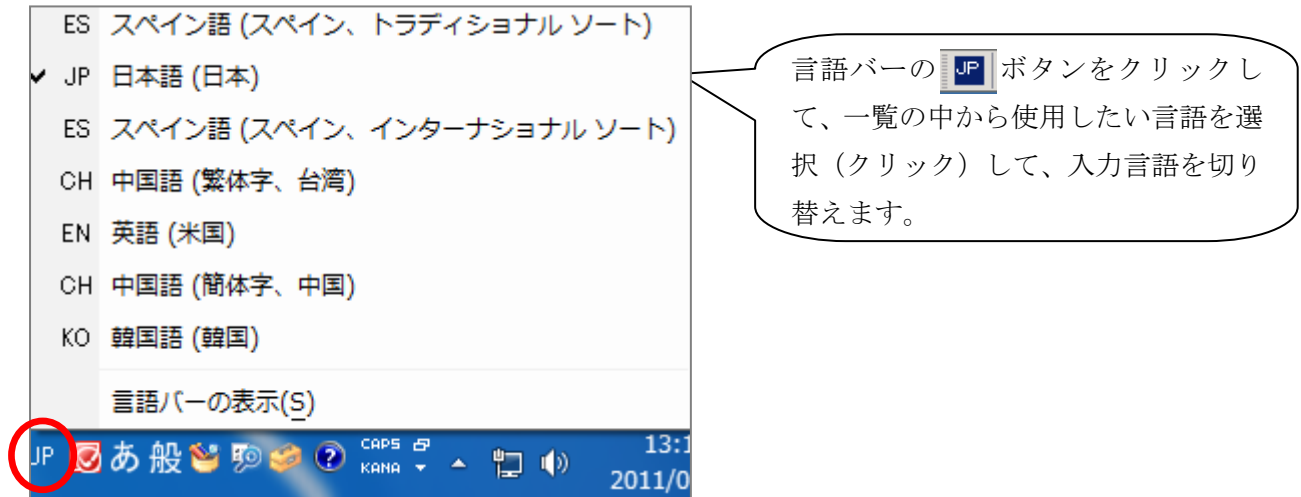 ES スペイン語 (スペイン、トラディショナル ソート)
✔ JP 日本語 (日本)
ES スペイン語 (スペイン、インターナショナル ソート)
CH 中国語 (繁体字、台湾)
EN 英語 (米国)
CH 中国語 (簡体字、中国)
KO 韓国語 (韓国)
言語バーの表示(S)
JP あ 般 ? CAPS KANA 13:1
2011/0
言語バーの JP ボタンをクリックし
て、一覧の中から使用したい言語を選
択（クリック）して、入力言語を切り
替えます。